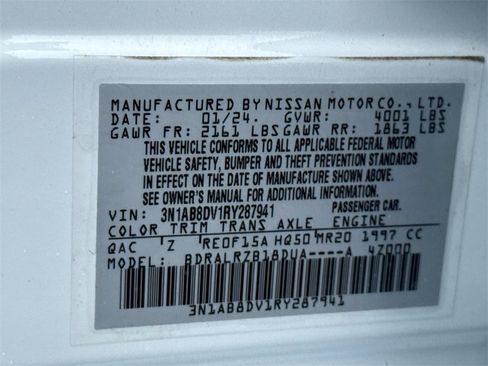 MANUFACTURED BY NISSAN MOTOR CO., LTD.
DATE: 01/24. GVWR: 4001 LBS
GAWR FR: 2161 LBS GAWR RR: 1863 LBS
THIS VEHICLE CONFORMS TO ALL APPLICABLE FEDERAL MOTOR
VEHICLE SAFETY, BUMPER AND THEFT PREVENTION STANDARDS
IN EFFECT ON THE DATE OF MANUFACTURE SHOWN ABOVE.
SEE OWNER'S MANUAL FOR ADDITIONAL INFORMATION.
VIN: 3N1AB8DV1RY287941 PASSENGER CAR.
COLOR TRIM TRANS AXLE ENGINE
QAC Z RE0F15A HQ50 MR20 1997 CC
MODEL: BDRALRZB18DUA----A 4Z000
3N1AB8DV1RY287941